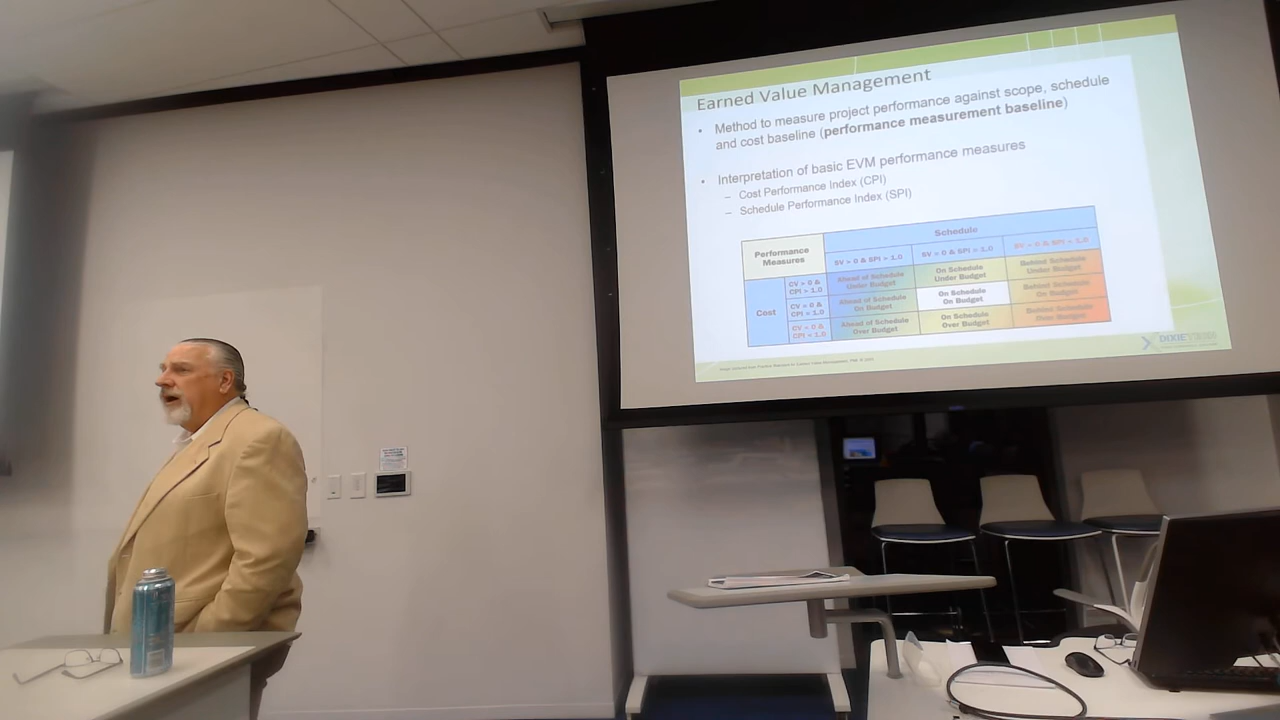 Earned Value Management
• Method to measure project performance against scope, schedule
and cost baseline (performance measurement baseline)
• Interpretation of basic EVM performance measures
– Cost Performance Index (CPI)
– Schedule Performance Index (SPI)
Performance
Measures
Schedule
SV > 0 & SPI > 1.0
SV = 0 & SPI = 1.0
SV < 0 & SPI < 1.0
Cost
CV > 0 &
CPI > 1.0
Ahead of Schedule
Under Budget
On Schedule
Under Budget
Behind Schedule
Under Budget
CV = 0 &
CPI = 1.0
Ahead of Schedule
On Budget
On Schedule
On Budget
Behind Schedule
On Budget
CV < 0 &
CPI < 1.0
Ahead of Schedule
Over Budget
On Schedule
Over Budget
Behind Schedule
Over Budget